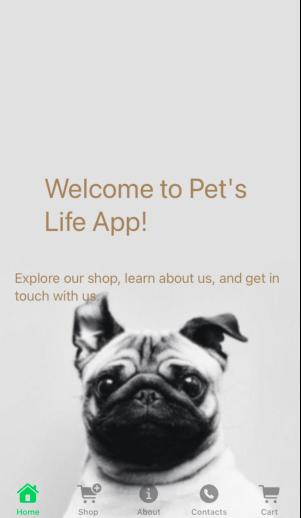 Welcome to Pet's
Life App!
Explore our shop, learn about us, and get in
touch with us.
Home Shop About Contacts Cart